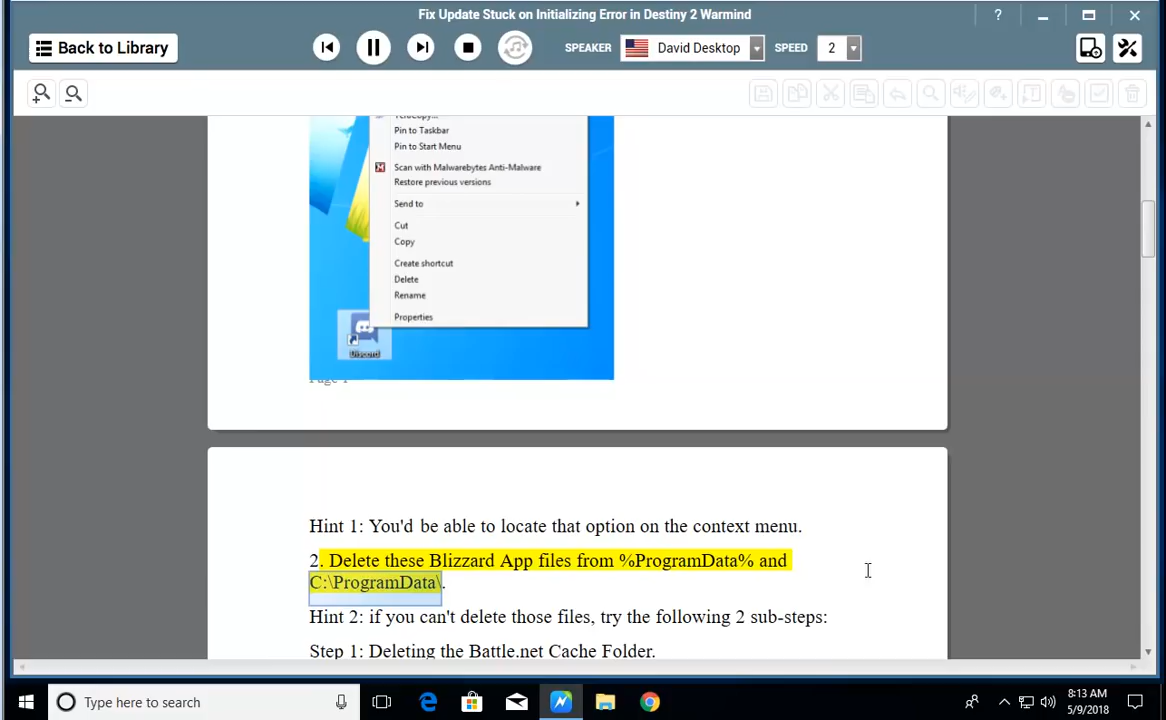 Fix Update Stuck on Initializing Error in Destiny 2 Warmind
?
Back to Library
SPEAKER
David Desktop
SPEED
2
TeraCopy...
Pin to Taskbar
Pin to Start Menu
Scan with Malwarebytes Anti-Malware
Restore previous versions
Send to
Cut
Copy
Create shortcut
Delete
Rename
Properties
Discord
Page 1
Hint 1: You'd be able to locate that option on the context menu.
2. Delete these Blizzard App files from %ProgramData% and
C:\ProgramData\.
Hint 2: if you can't delete those files, try the following 2 sub-steps:
Step 1: Deleting the Battle.net Cache Folder.
Type here to search
8:13 AM
5/9/2018